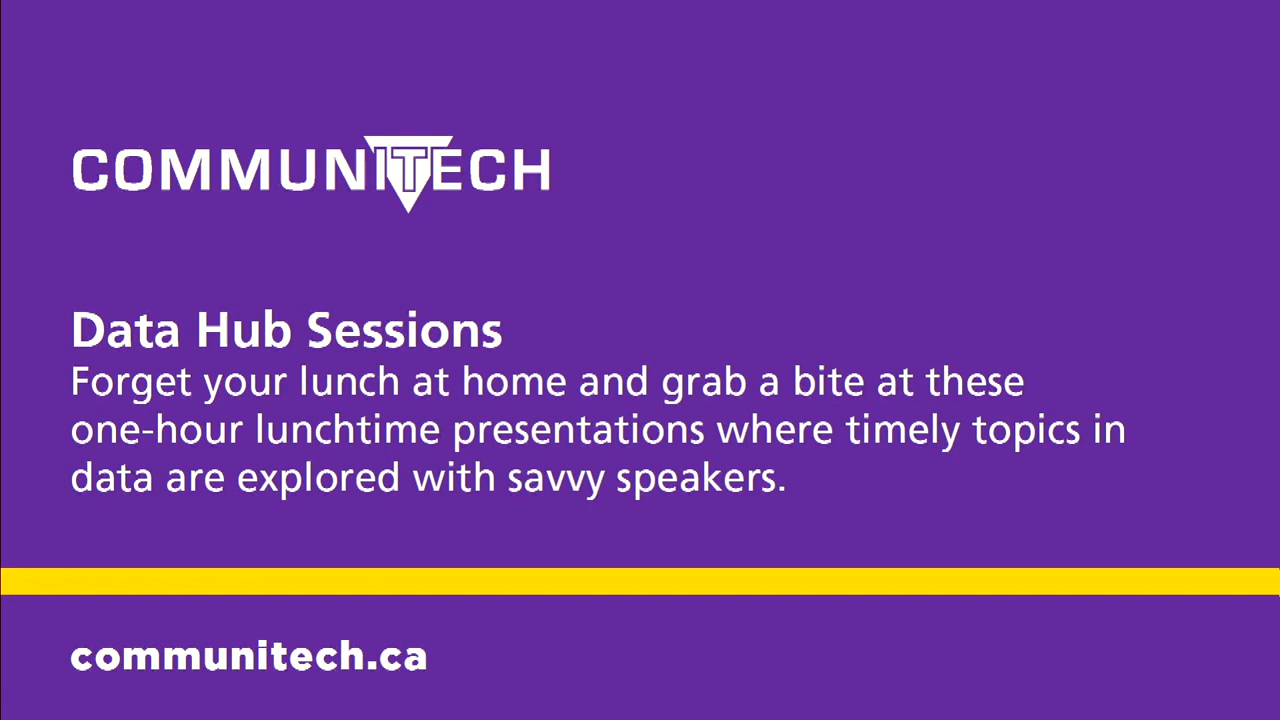 COMMUNITECH
Data Hub Sessions
Forget your lunch at home and grab a bite at these
one-hour lunchtime presentations where timely topics in
data are explored with savvy speakers.
communitech.ca